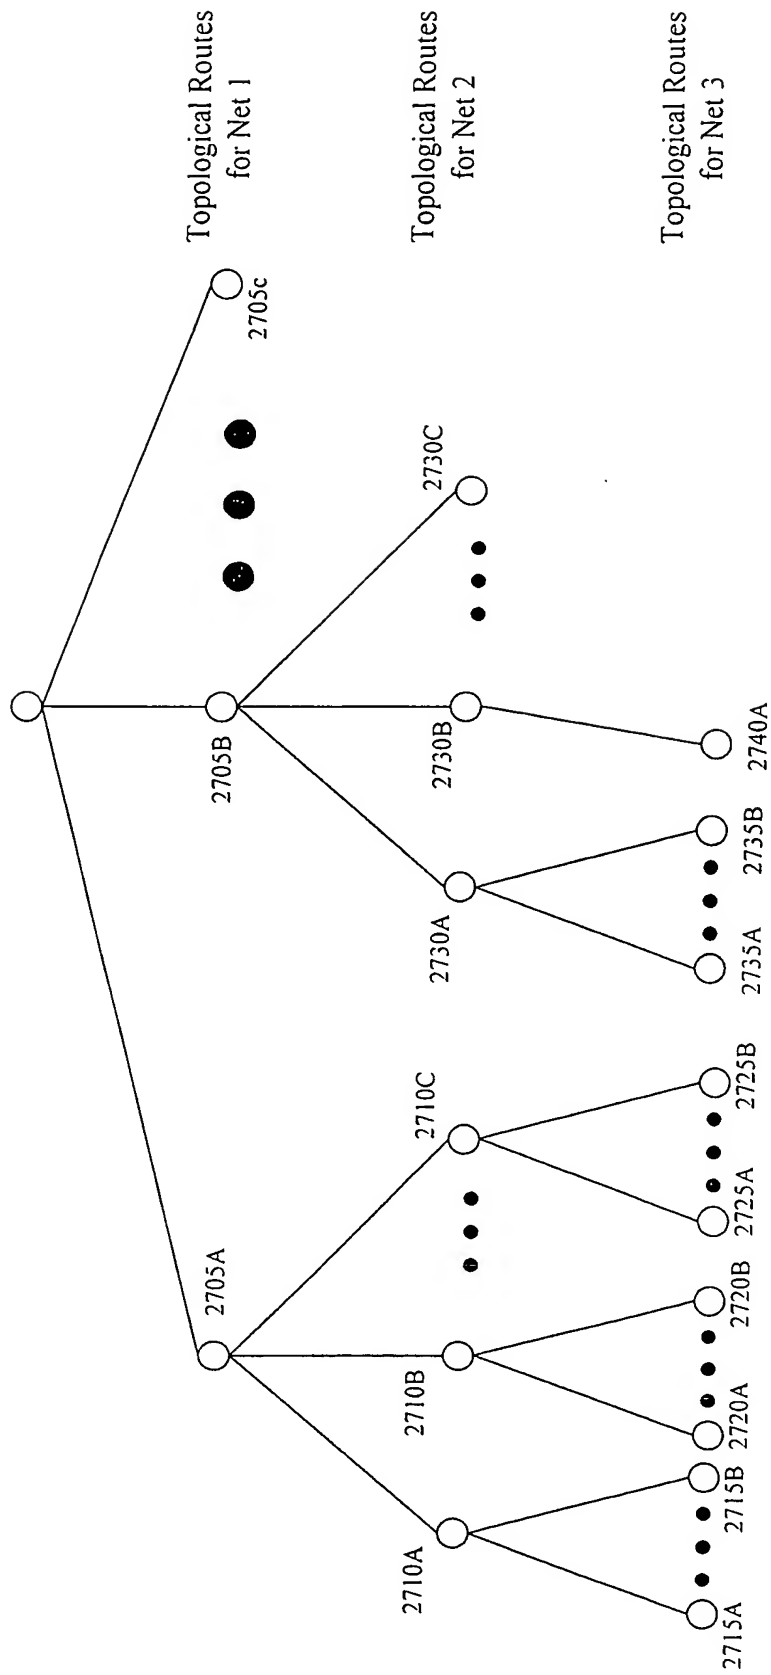 Topological Routes
for Net 1
2705A
2705B
2705c
Topological Routes
for Net 2
2710A
2710B
2710C
2730A
2730B
2730C
Topological Routes
for Net 3
2715A
2715B
2720A
2720B
2725A
2725B
2735A
2735B
2740A